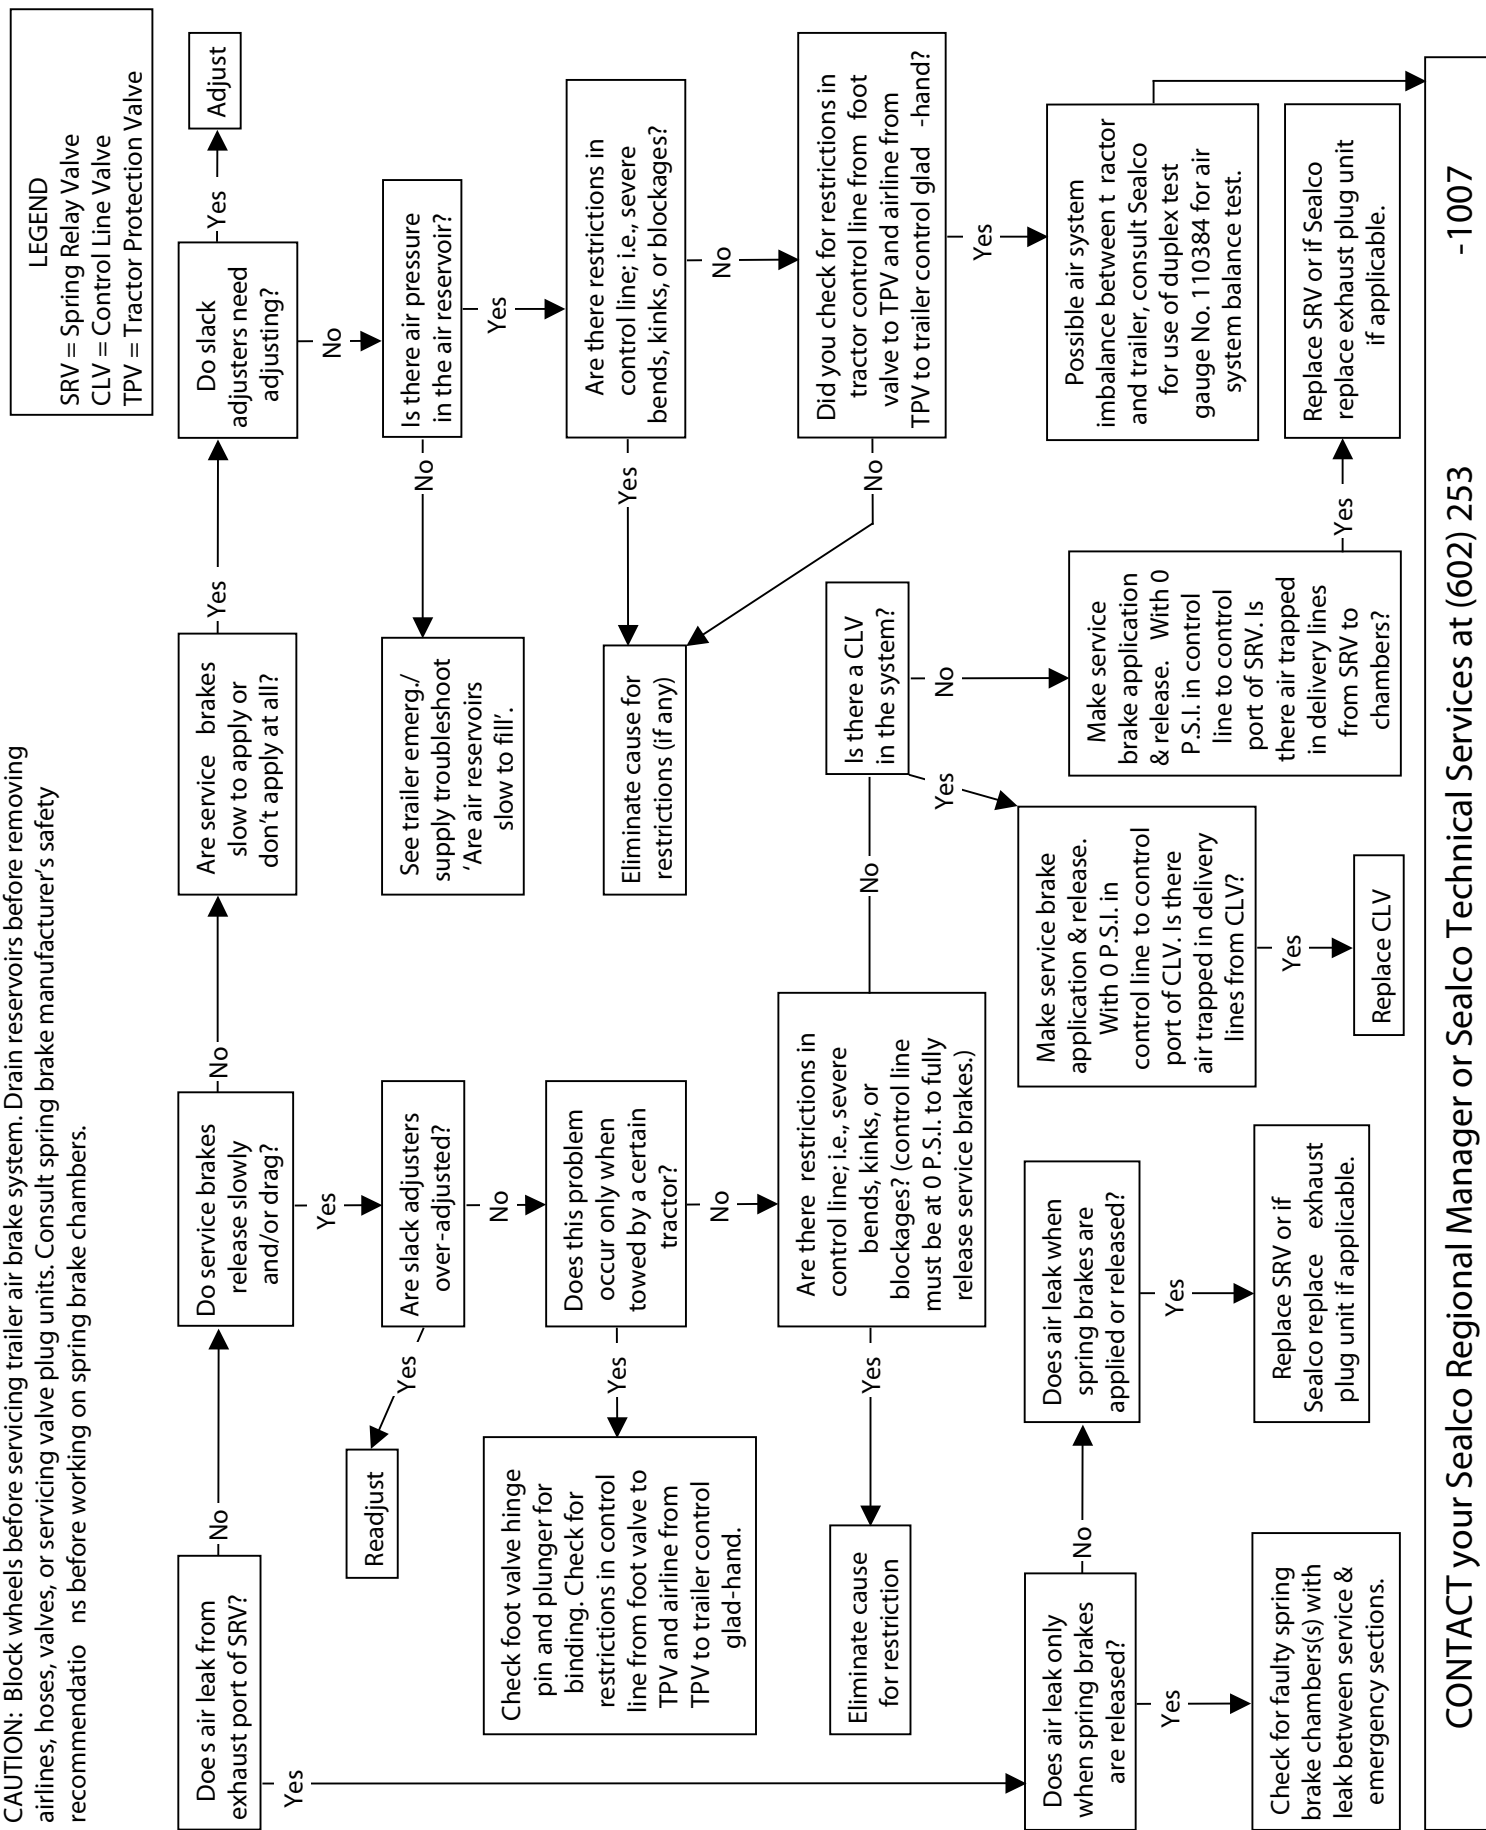 CAUTION: Block wheels before servicing trailer air brake system. Drain reservoirs before removing
airlines, hoses, valves, or servicing valve plug units. Consult spring brake manufacturer's safety
recommendatio ns before working on spring brake chambers.
LEGEND
SRV = Spring Relay Valve
CLV = Control Line Valve
TPV = Tractor Protection Valve
Does air leak from
exhaust port of SRV?
No
Yes
Do service brakes
release slowly
and/or drag?
No
Yes
Are service brakes
slow to apply or
don't apply at all?
Yes
Do slack
adjusters need
adjusting?
Yes
Adjust
No
Readjust
Yes
Are slack adjusters
over-adjusted?
No
See trailer emerg./
supply troubleshoot
'Are air reservoirs
slow to fill'.
No
Is there air pressure
in the air reservoir?
Yes
Check foot valve hinge
pin and plunger for
binding. Check for
restrictions in control
line from foot valve to
TPV and airline from
TPV to trailer control
glad-hand.
Yes
Does this problem
occur only when
towed by a certain
tractor?
No
Eliminate cause for
restrictions (if any)
Yes
Are there restrictions in
control line; i.e., severe
bends, kinks, or blockages?
No
Eliminate cause
for restriction
Yes
Are there restrictions in
control line; i.e., severe
bends, kinks, or
blockages? (control line
must be at 0 P.S.I. to fully
release service brakes.)
No
Is there a CLV
in the system?
Yes
No
No
Did you check for restrictions in
tractor control line from foot
valve to TPV and airline from
TPV to trailer control glad -hand?
Yes
Does air leak only
when spring brakes
are released?
No
Yes
Does air leak when
spring brakes are
applied or released?
Yes
Make service brake
application & release.
With 0 P.S.I. in
control line to control
port of CLV. Is there
air trapped in delivery
lines from CLV?
Yes
Make service
brake application
& release. With 0
P.S.I. in control
line to control
port of SRV. Is
there air trapped
in delivery lines
from SRV to
chambers?
Yes
Possible air system
imbalance between t ractor
and trailer, consult Sealco
for use of duplex test
gauge No. 110384 for air
system balance test.
Check for faulty spring
brake chambers(s) with
leak between service &
emergency sections.
Replace SRV or if
Sealco replace exhaust
plug unit if applicable.
Replace CLV
Replace SRV or if Sealco
replace exhaust plug unit
if applicable.
CONTACT your Sealco Regional Manager or Sealco Technical Services at (602) 253 -1007